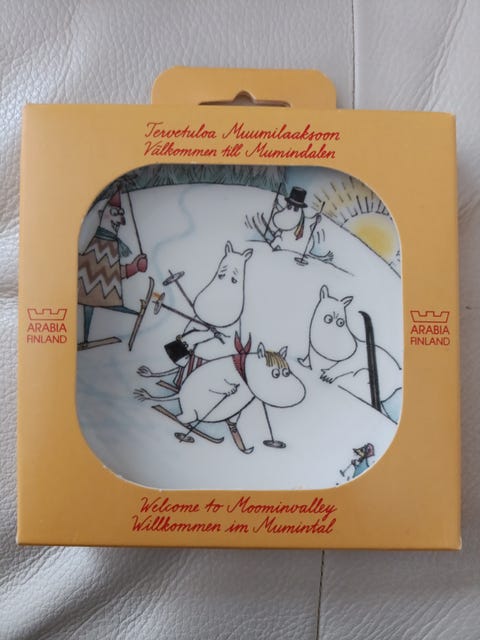 Tervetuloa Muumilaaksoon
Välkommen till Mumindalen
ARABIA
FINLAND
ARABIA
FINLAND
Welcome to Moominvalley
Willkommen im Mumintal